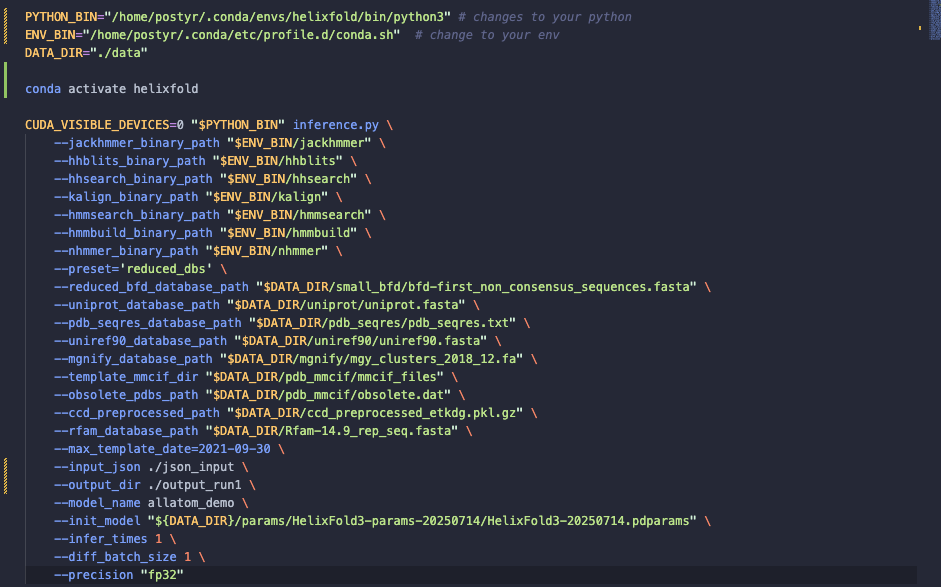 PYTHON_BIN="/home/postyr/.conda/envs/helixfold/bin/python3" # changes to your python
ENV_BIN="/home/postyr/.conda/etc/profile.d/conda.sh"  # change to your env
DATA_DIR="./data"
conda activate helixfold
CUDA_VISIBLE_DEVICES=0 "$PYTHON_BIN" inference.py \
--jackhmmer_binary_path "$ENV_BIN/jackhmmer" \
--hhblits_binary_path "$ENV_BIN/hhblits" \
--hhsearch_binary_path "$ENV_BIN/hhsearch" \
--kalign_binary_path "$ENV_BIN/kalign" \
--hmmsearch_binary_path "$ENV_BIN/hmmsearch" \
--hmmbuild_binary_path "$ENV_BIN/hmmbuild" \
--nhmmer_binary_path "$ENV_BIN/nhmmer" \
--preset='reduced_dbs' \
--reduced_bfd_database_path "$DATA_DIR/small_bfd/bfd-first_non_consensus_sequences.fasta" \
--uniprot_database_path "$DATA_DIR/uniprot/uniprot.fasta" \
--pdb_seqres_database_path "$DATA_DIR/pdb_seqres/pdb_seqres.txt" \
--uniref90_database_path "$DATA_DIR/uniref90/uniref90.fasta" \
--mgnify_database_path "$DATA_DIR/mgnify/mgy_clusters_2018_12.fa" \
--template_mmcif_dir "$DATA_DIR/pdb_mmcif/mmcif_files" \
--obsolete_pdbs_path "$DATA_DIR/pdb_mmcif/obsolete.dat" \
--ccd_preprocessed_path "$DATA_DIR/ccd_preprocessed_etkdg.pkl.gz" \
--rfam_database_path "$DATA_DIR/Rfam-14.9_rep_seq.fasta" \
--max_template_date=2021-09-30 \
--input_json ./json_input \
--output_dir ./output_run1 \
--model_name allatom_demo \
--init_model "${DATA_DIR}/params/HelixFold3-params-20250714/HelixFold3-20250714.pdparams" \
--infer_times 1 \
--diff_batch_size 1 \
--precision "fp32"